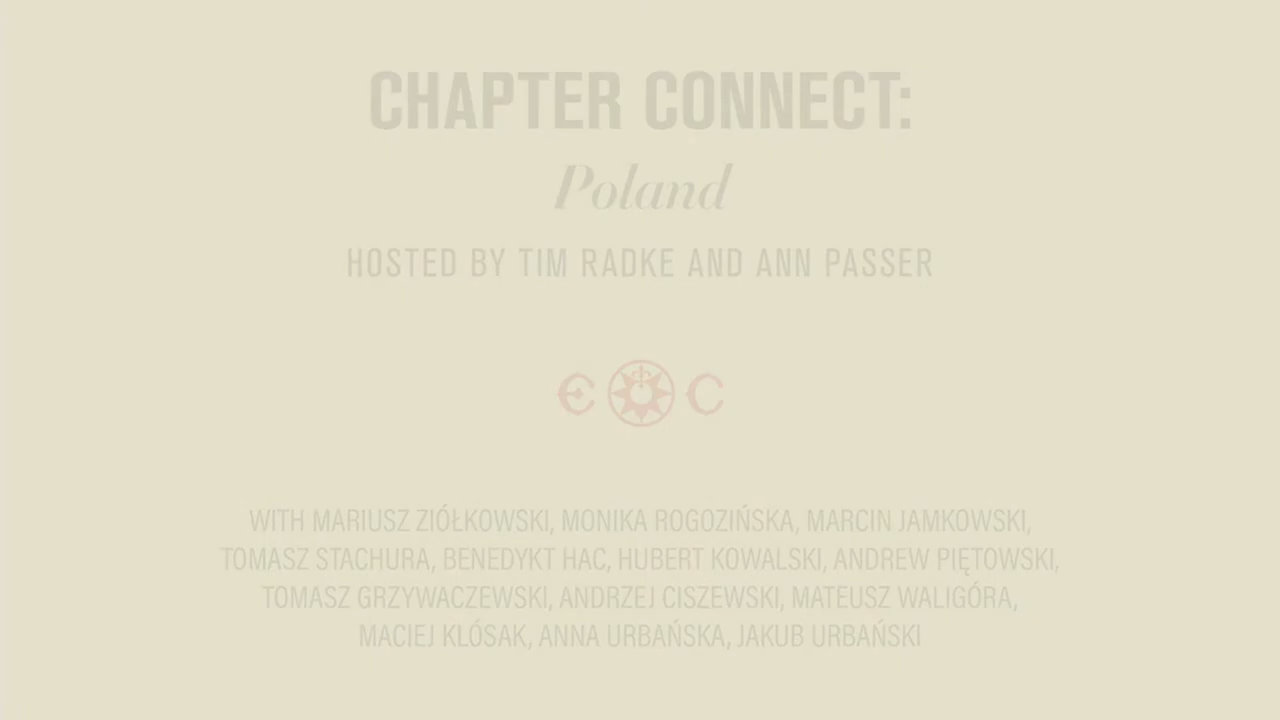 CHAPTER CONNECT:
Poland
HOSTED BY TIM RADKE AND ANN PASSER
E C
WITH MARIUSZ ZIÓŁKOWSKI, MONIKA ROGOZIŃSKA, MARCIN JAMKOWSKI,
TOMASZ STACHURA, BENEDYKT HAC, HUBERT KOWALSKI, ANDREW PIĘTOWSKI,
TOMASZ GRZYWACZEWSKI, ANDRZEJ CISZEWSKI, MATEUSZ WALIGÓRA,
MACIEJ KLÓSAK, ANNA URBAŃSKA, JAKUB URBAŃSKI